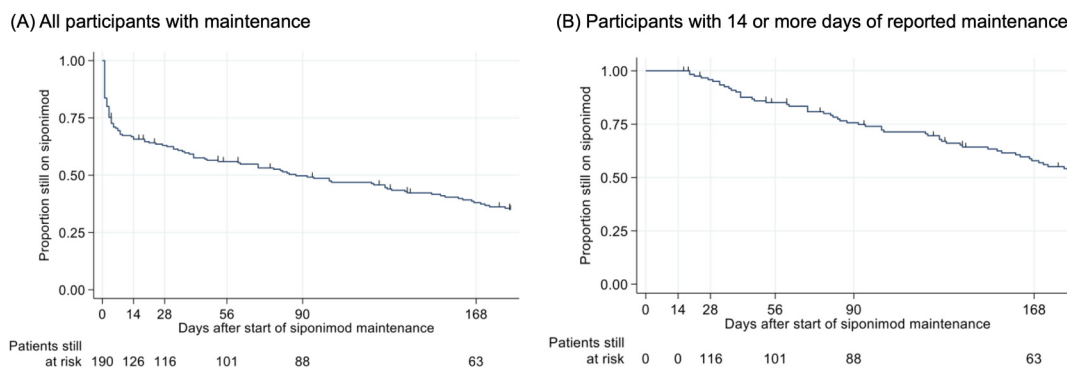 (A) All participants with maintenance
Proportion still on siponimod
1.00
0.75
0.50
0.25
0.00
0 14 28 56 90 168
Days after start of siponimod maintenance
Patients still
at risk 190 126 116 101 88 63
(B) Participants with 14 or more days of reported maintenance
Proportion still on siponimod
1.00
0.75
0.50
0.25
0.00
0 14 28 56 90 168
Days after start of siponimod maintenance
Patients still
at risk 0 0 116 101 88 63